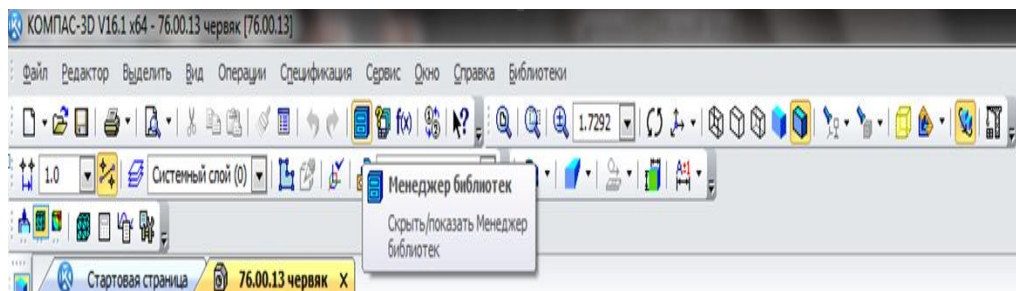 КОМПАС-3D V16.1 x64 - 76.00.13 червяк [76.00.13]
Файл Редактор Выделить Вид Операции Спецификация Сервис Окно Справка Библиотеки
f(x) 1.7292
1.0 Системный слой (0)
Менеджер библиотек
Скрыть/показать Менеджер
библиотек
Стартовая страница 76.00.13 червяк X